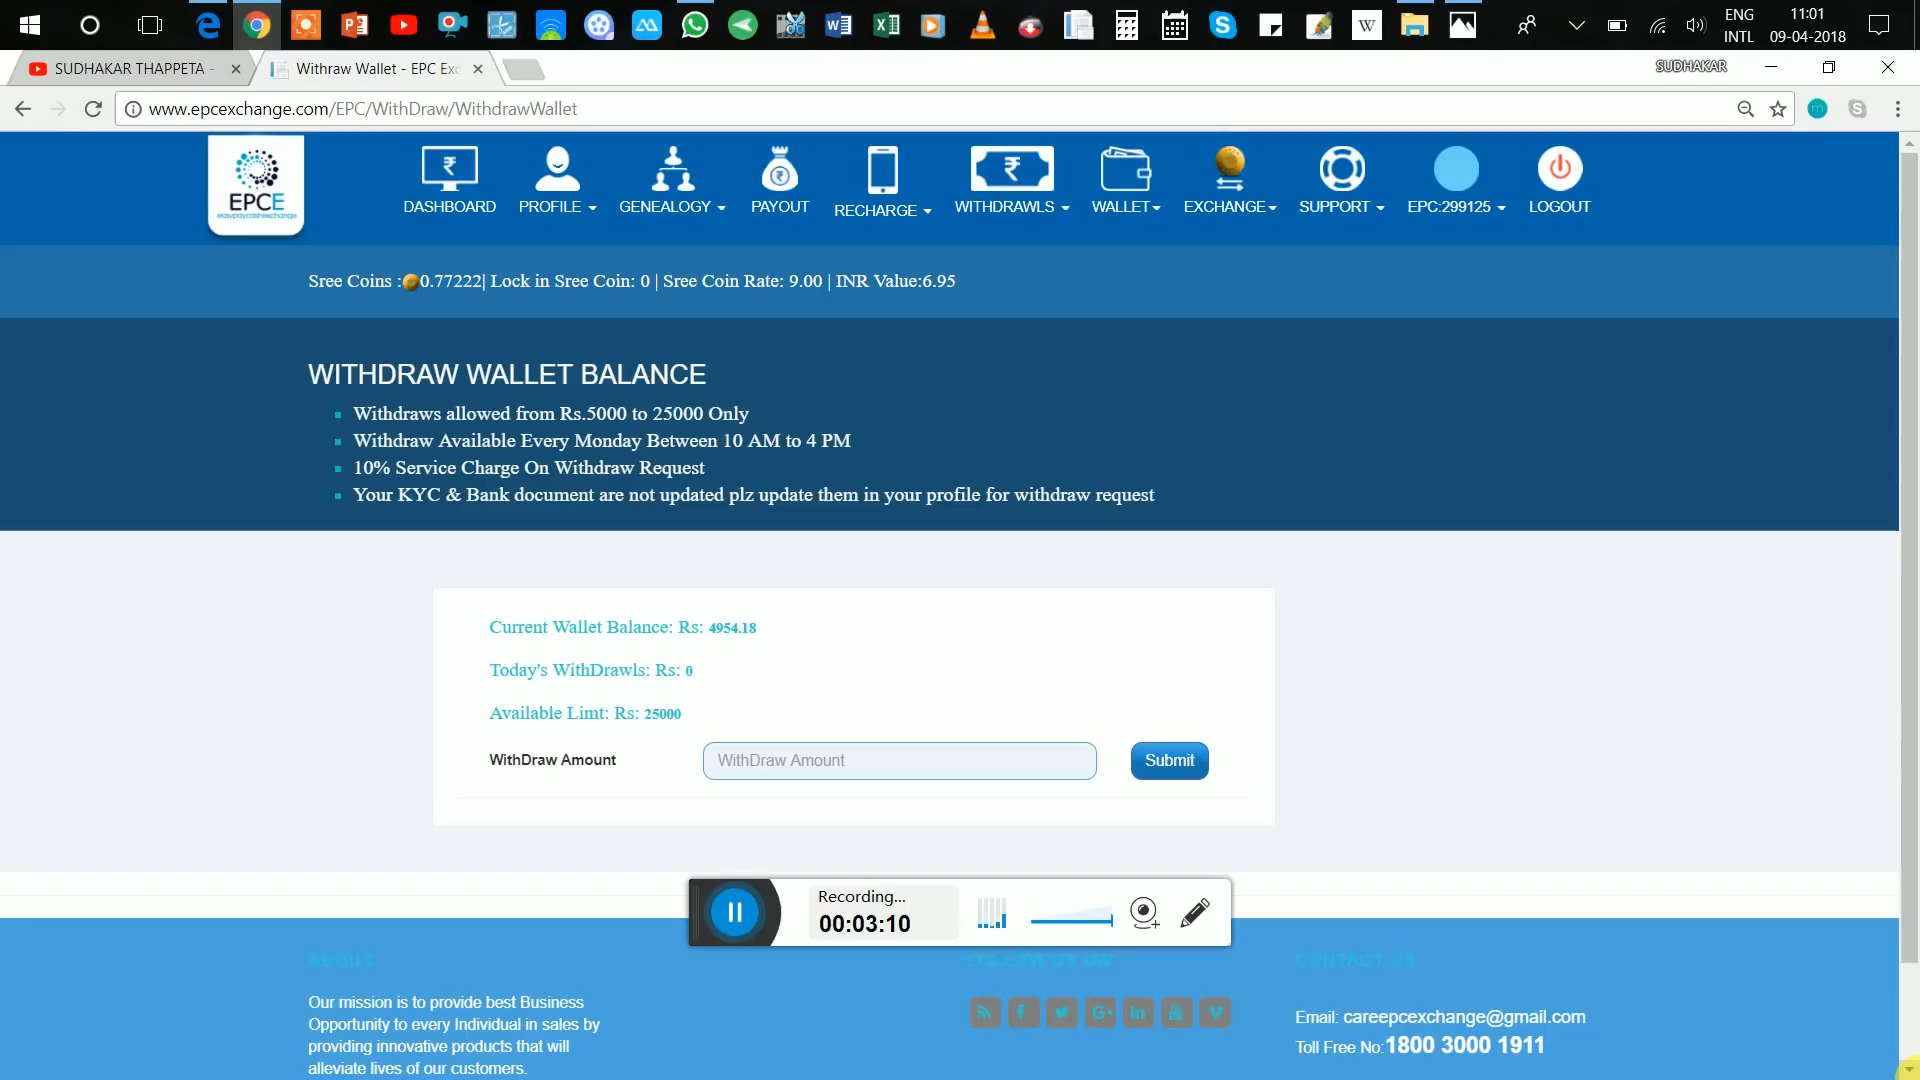 ENG
11:01
INTL
09-04-2018
SUDHAKAR THAPPETA -
Withraw Wallet - EPC Exc
SUDHAKAR
www.epcexchange.com/EPC/WithDraw/WithdrawWallet
EPCE
easypaycashexchange
DASHBOARD
PROFILE
GENEALOGY
PAYOUT
RECHARGE
WITHDRAWLS
WALLET
EXCHANGE
SUPPORT
EPC:299125
LOGOUT
Sree Coins : 0.77222| Lock in Sree Coin: 0 | Sree Coin Rate: 9.00 | INR Value:6.95
WITHDRAW WALLET BALANCE
Withdraws allowed from Rs.5000 to 25000 Only
Withdraw Available Every Monday Between 10 AM to 4 PM
10% Service Charge On Withdraw Request
Your KYC & Bank document are not updated plz update them in your profile for withdraw request
Current Wallet Balance: Rs: 4954.18
Today's WithDrawls: Rs: 0
Available Limt: Rs: 25000
WithDraw Amount
WithDraw Amount
Submit
Recording...
00:03:10
ABOUT
FOLLOW US ON
CONTACT US
Our mission is to provide best Business
Opportunity to every Individual in sales by
providing innovative products that will
alleviate lives of our customers.
Email: careepcexchange@gmail.com
Toll Free No:1800 3000 1911